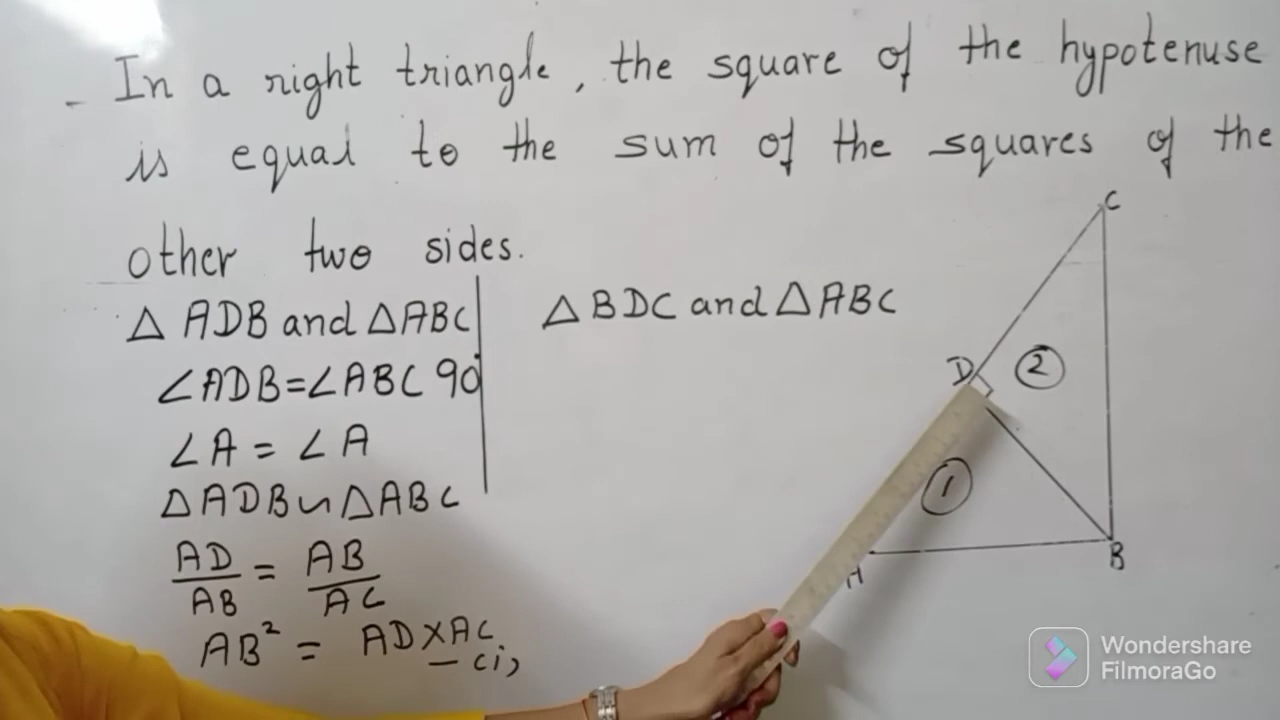 In a right triangle, the square of the hypotenuse
is equal to the sum of the squares of the
other two sides.
△ ADB and △ABC
∠ADB=∠ABC 90°
∠A = ∠A
△ADB ∽ △ABC
AD/AB = AB/AC
AB² = AD×AC
— (i)
△BDC and △ABC
C
D
2
1
A
B
Wondershare
FilmoraGo